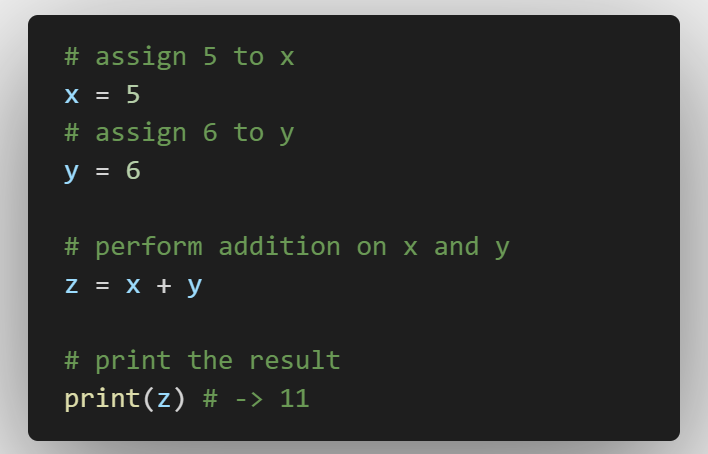 # assign 5 to x
x = 5
# assign 6 to y
y = 6
# perform addition on x and y
z = x + y
# print the result
print(z) # -> 11